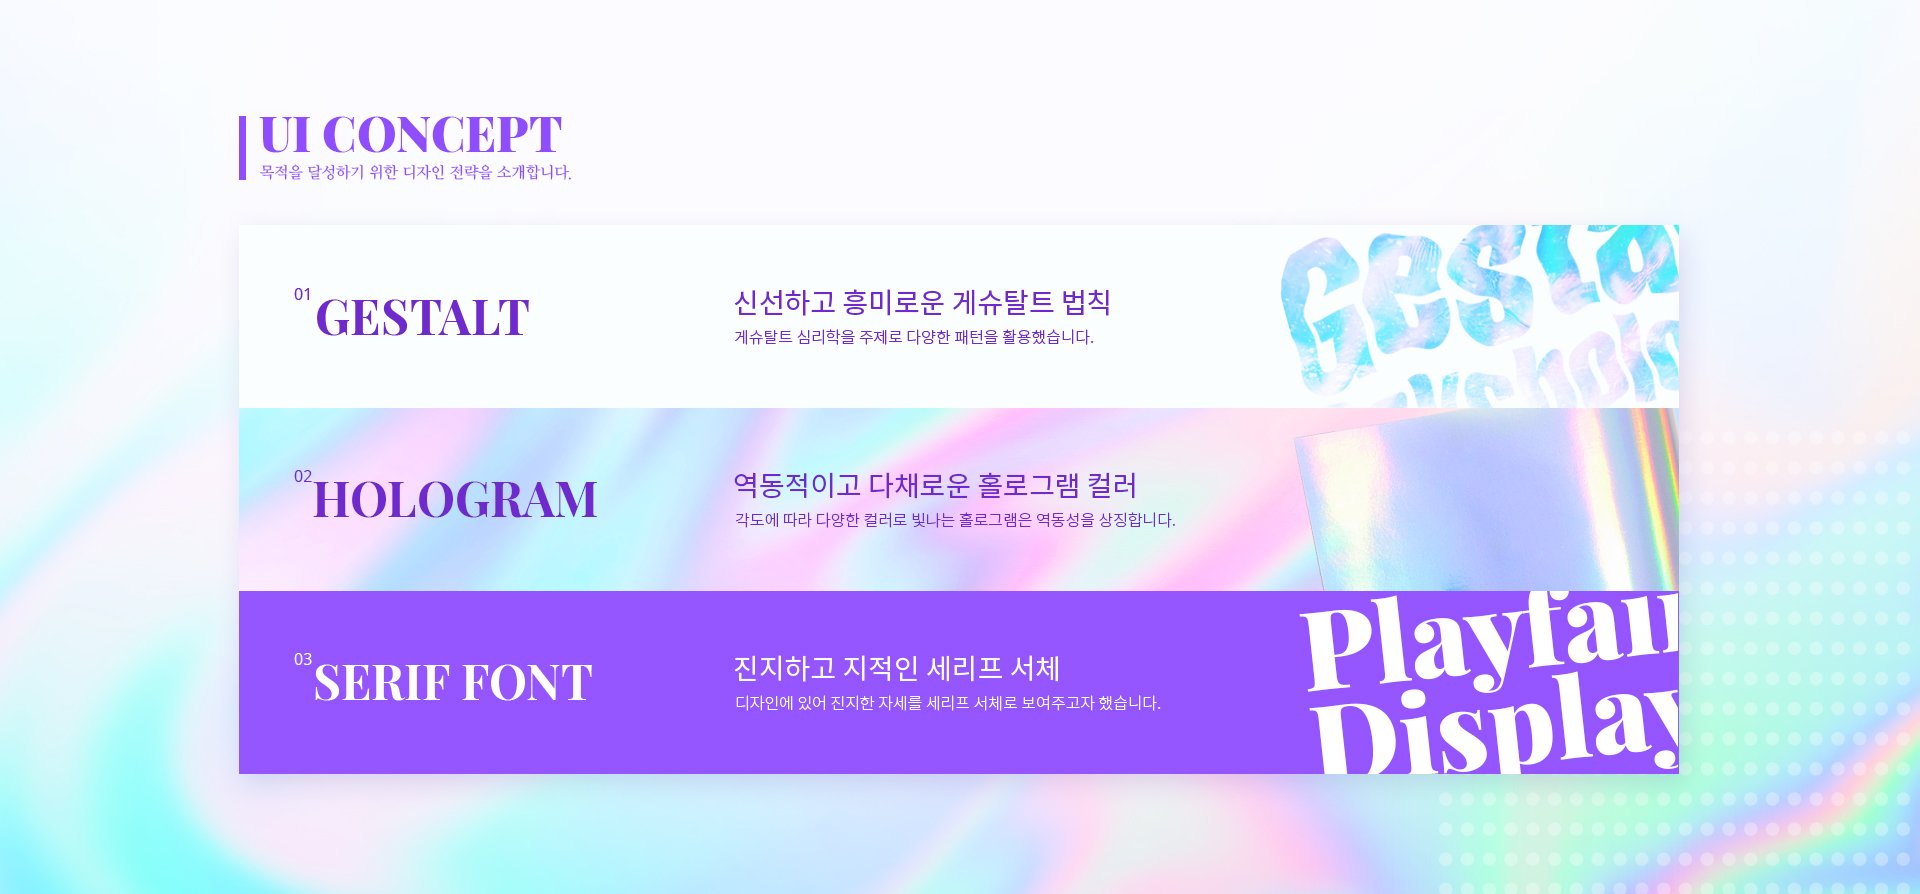 UI CONCEPT
목적을 달성하기 위한 디자인 전략을 소개합니다.
01
GESTALT
신선하고 흥미로운 게슈탈트 법칙
게슈탈트 심리학을 주제로 다양한 패턴을 활용했습니다.
Gesta
02
HOLOGRAM
역동적이고 다채로운 홀로그램 컬러
각도에 따라 다양한 컬러로 빛나는 홀로그램은 역동성을 상징합니다.
03
SERIF FONT
진지하고 지적인 세리프 서체
디자인에 있어 진지한 자세를 세리프 서체로 보여주고자 했습니다.
Playfair
Display